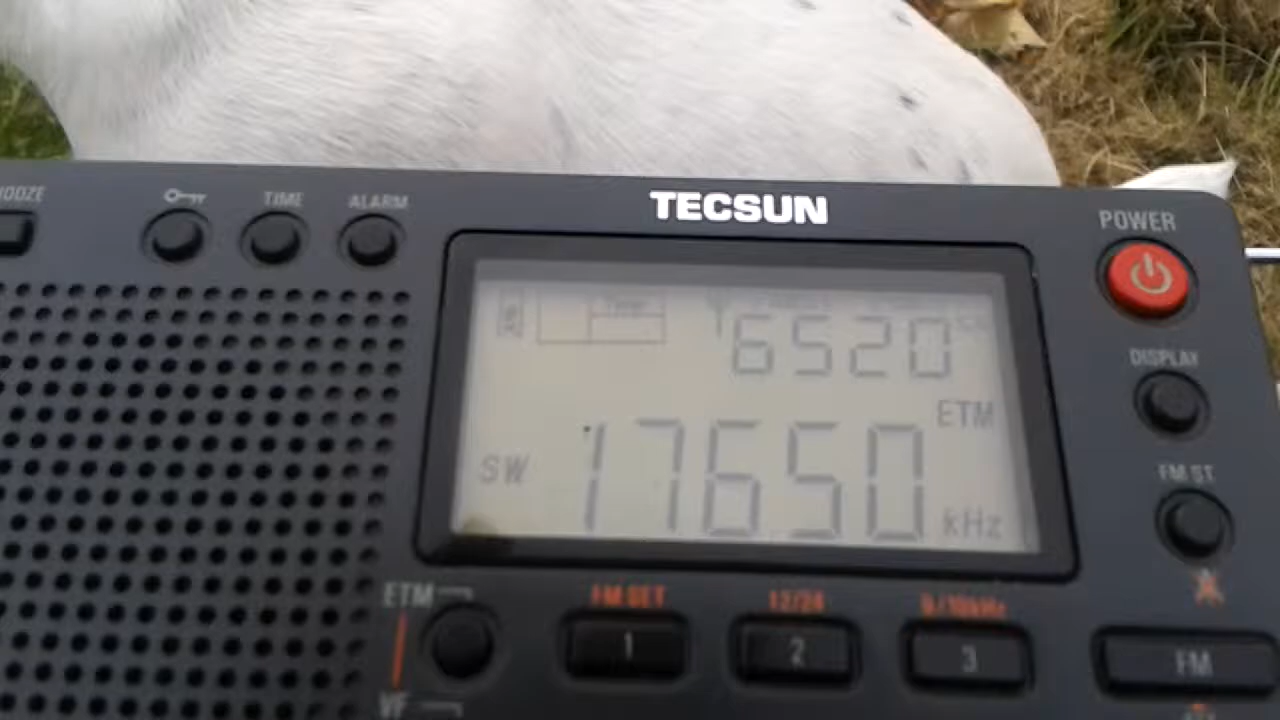 TECSUN
TIME
ALARM
POWER
6520
DISPLAY
ETM
SW 17650 kHz
FM ST
ETM
FM SET
12/24
9/10kHz
1
2
3
FM
VF